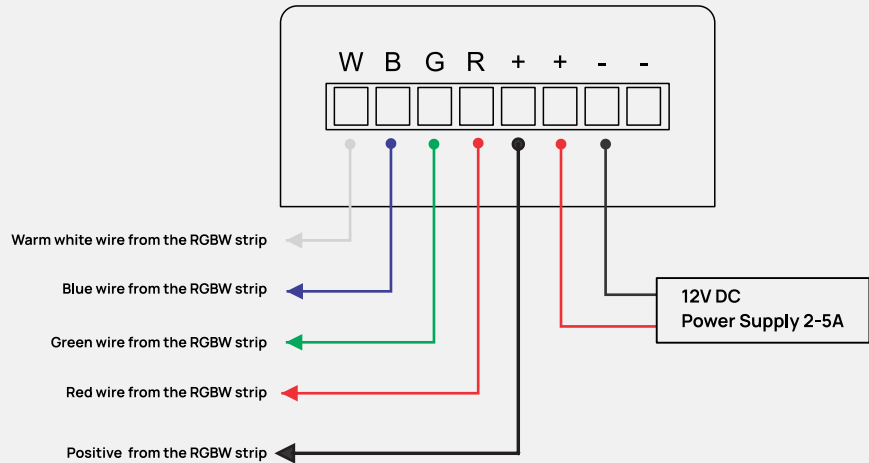 W B G R + + - -
Warm white wire from the RGBW strip
Blue wire from the RGBW strip
12V DC
Power Supply 2-5A
Green wire from the RGBW strip
Red wire from the RGBW strip
Positive from the RGBW strip